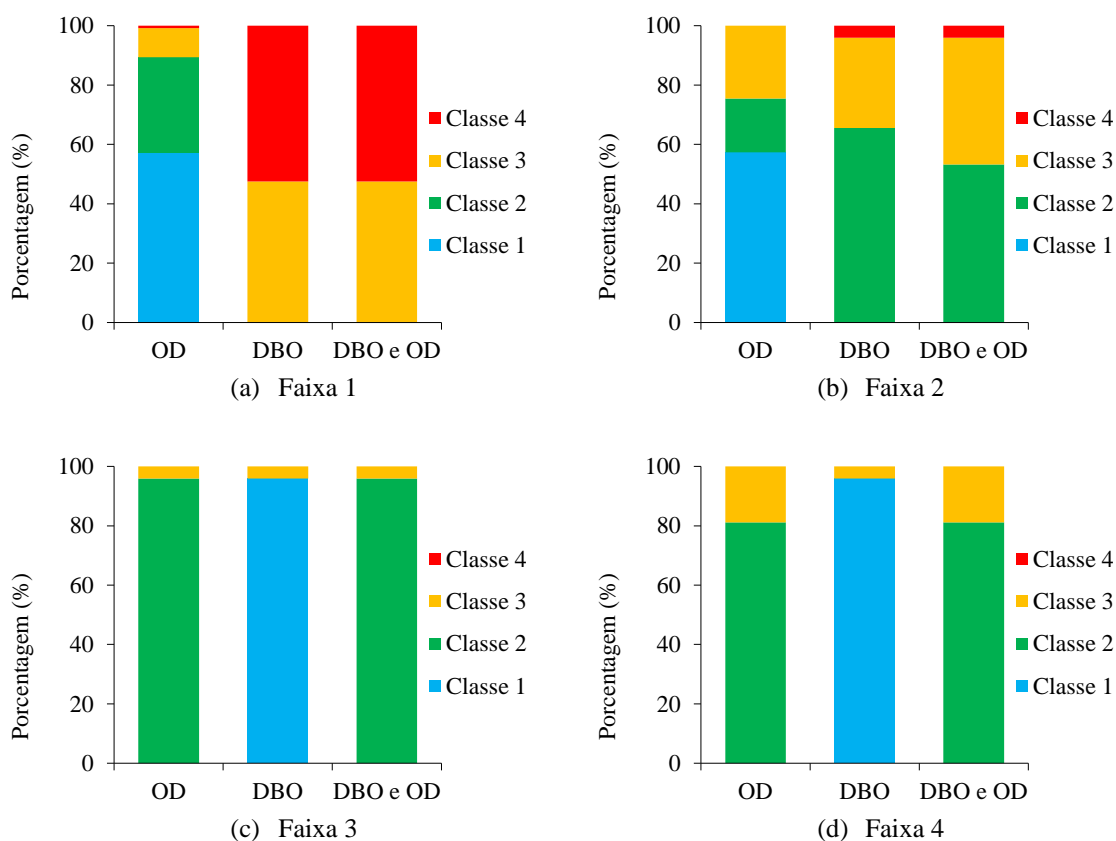 Porcentagem (%)
100
80
60
40
20
0
OD DBO DBO e OD
Classe 4
Classe 3
Classe 2
Classe 1
(a) Faixa 1
Porcentagem (%)
100
80
60
40
20
0
OD DBO DBO e OD
Classe 4
Classe 3
Classe 2
Classe 1
(b) Faixa 2
Porcentagem (%)
100
80
60
40
20
0
OD DBO DBO e OD
Classe 4
Classe 3
Classe 2
Classe 1
(c) Faixa 3
Porcentagem (%)
100
80
60
40
20
0
OD DBO DBO e OD
Classe 4
Classe 3
Classe 2
Classe 1
(d) Faixa 4